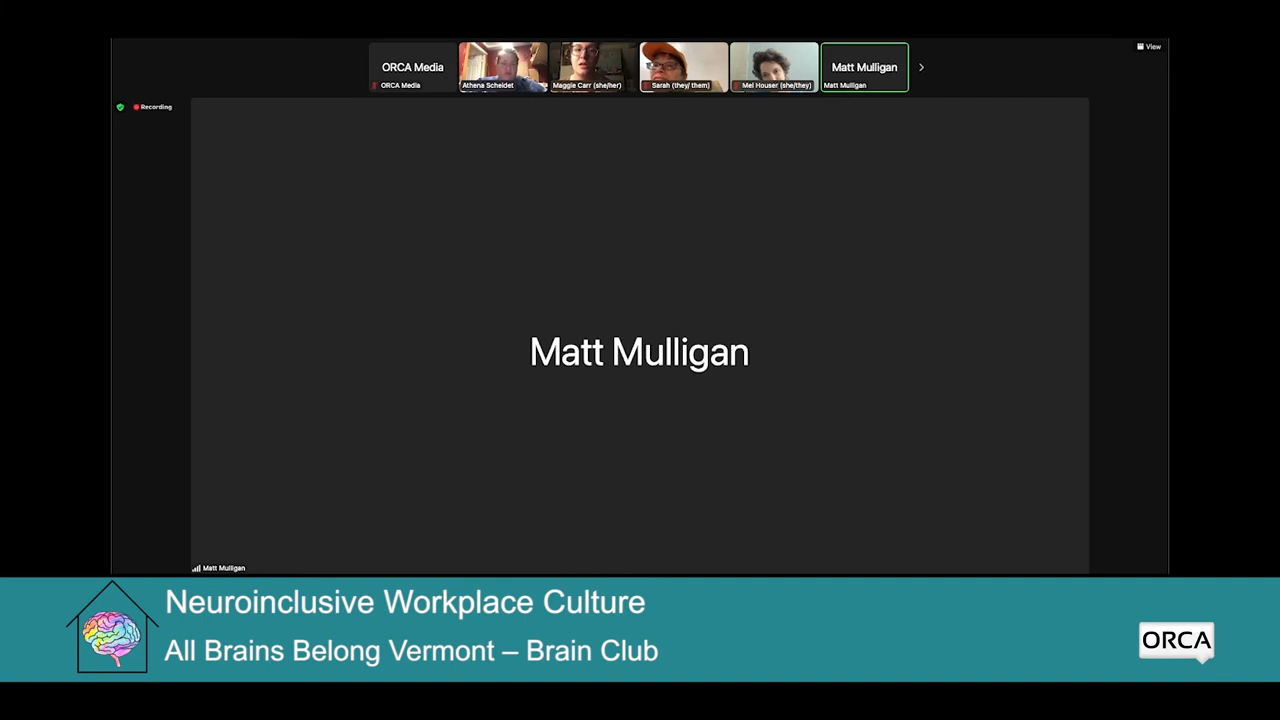 View
ORCA Media
Matt Mulligan
ORCA Media
Athena Scheidet
Maggie Carr (she/her)
Sarah (they/ them)
Mel Houser (she/they)
Matt Mulligan
Recording
Matt Mulligan
Matt Mulligan
Neuroinclusive Workplace Culture
All Brains Belong Vermont – Brain Club
ORCA